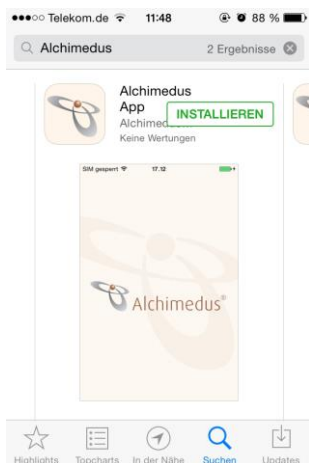 Telekom.de 11:48 88 %
Alchimedus 2 Ergebnisse
Alchimedus
App
INSTALLIEREN
Keine Wertungen
SIM gesperrt 17.12
Alchimedus®
Highlights Topcharts In der Nähe Suchen Updates